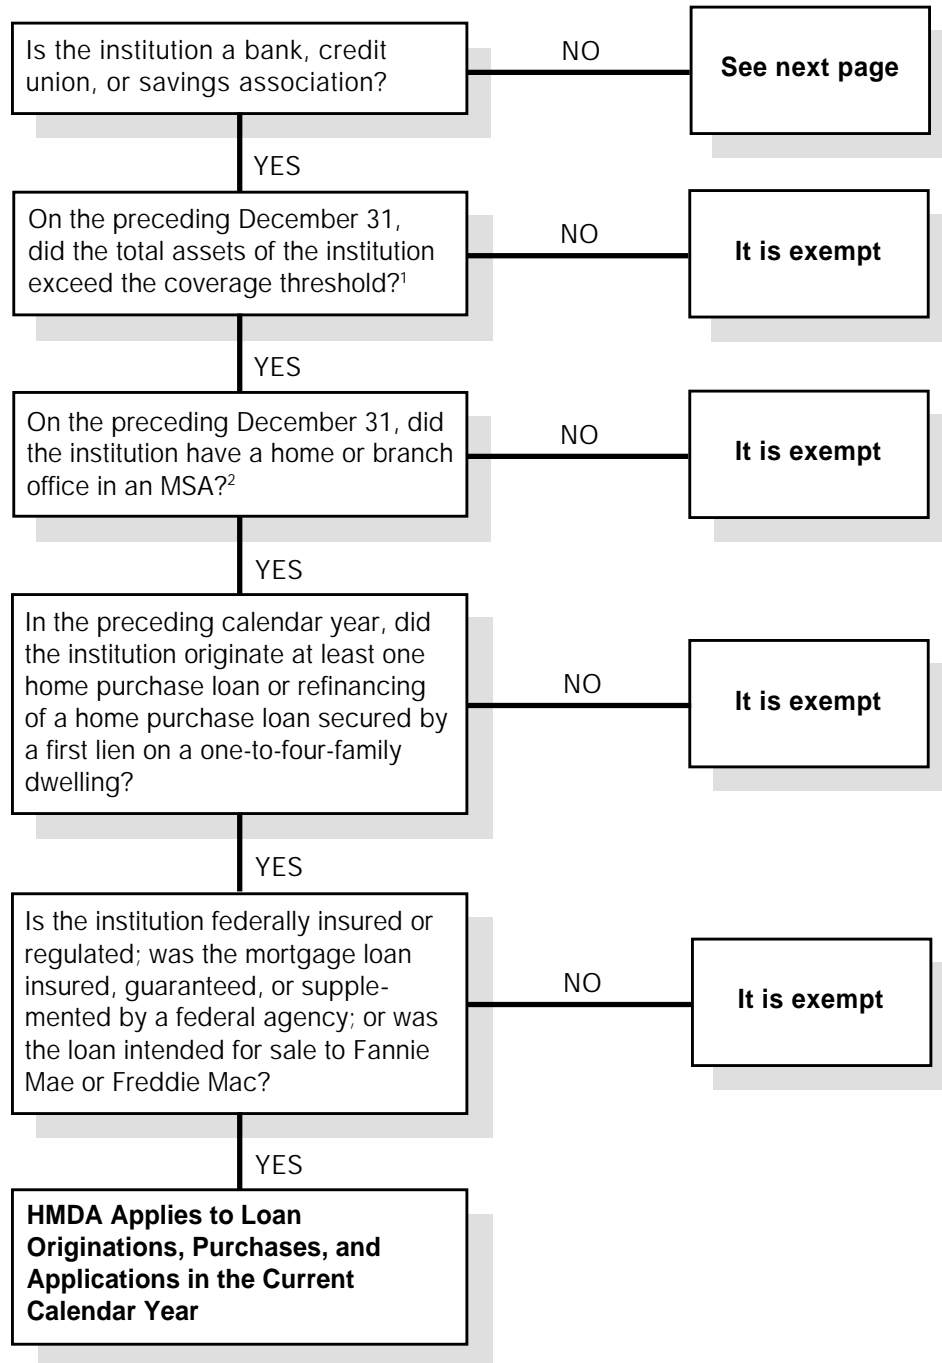 Is the institution a bank, credit
union, or savings association?
NO
See next page
YES
On the preceding December 31,
did the total assets of the institution
exceed the coverage threshold?¹
NO
It is exempt
YES
On the preceding December 31, did
the institution have a home or branch
office in an MSA?²
NO
It is exempt
YES
In the preceding calendar year, did
the institution originate at least one
home purchase loan or refinancing
of a home purchase loan secured by
a first lien on a one-to-four-family
dwelling?
NO
It is exempt
YES
Is the institution federally insured or
regulated; was the mortgage loan
insured, guaranteed, or supple-
mented by a federal agency; or was
the loan intended for sale to Fannie
Mae or Freddie Mac?
NO
It is exempt
YES
HMDA Applies to Loan
Originations, Purchases, and
Applications in the Current
Calendar Year